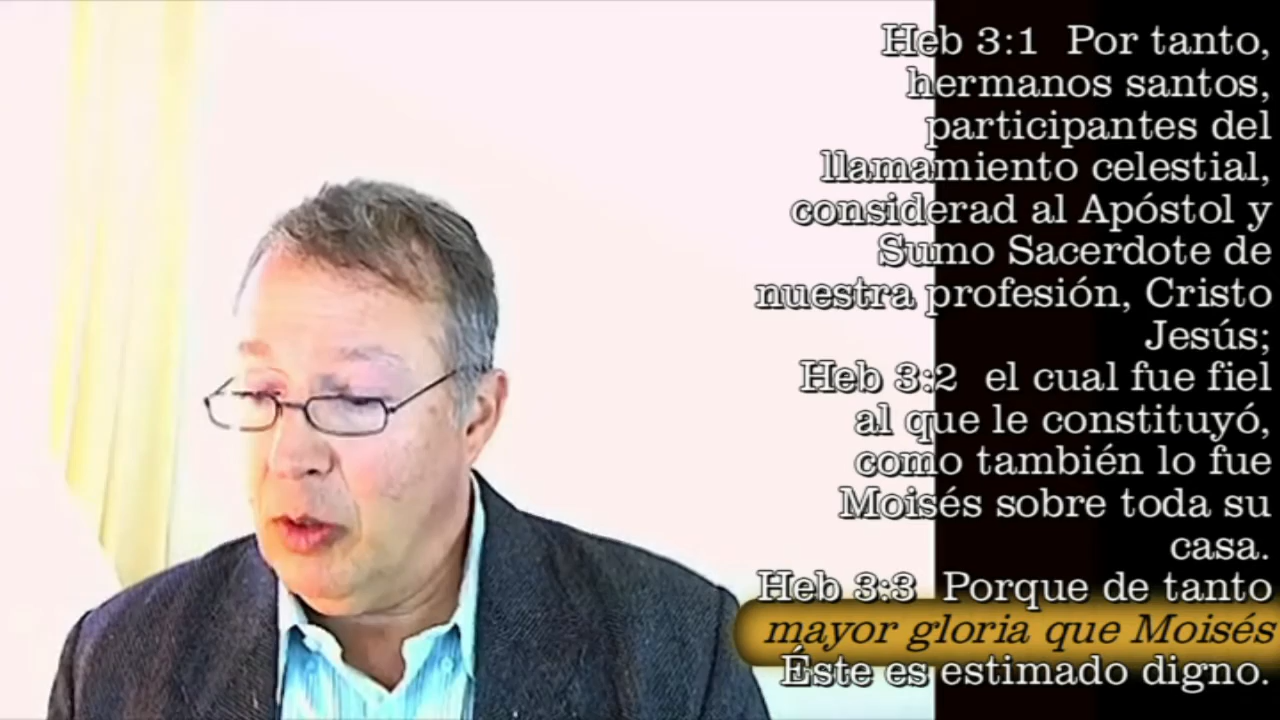 Heb 3:1 Por tanto,
hermanos santos,
participantes del
llamamiento celestial,
considerad al Apóstol y
Sumo Sacerdote de
nuestra profesión, Cristo
Jesús;
Heb 3:2 el cual fue fiel
al que le constituyó,
como también lo fue
Moisés sobre toda su
casa.
Heb 3:3 Porque de tanto
mayor gloria que Moisés
Éste es estimado digno.